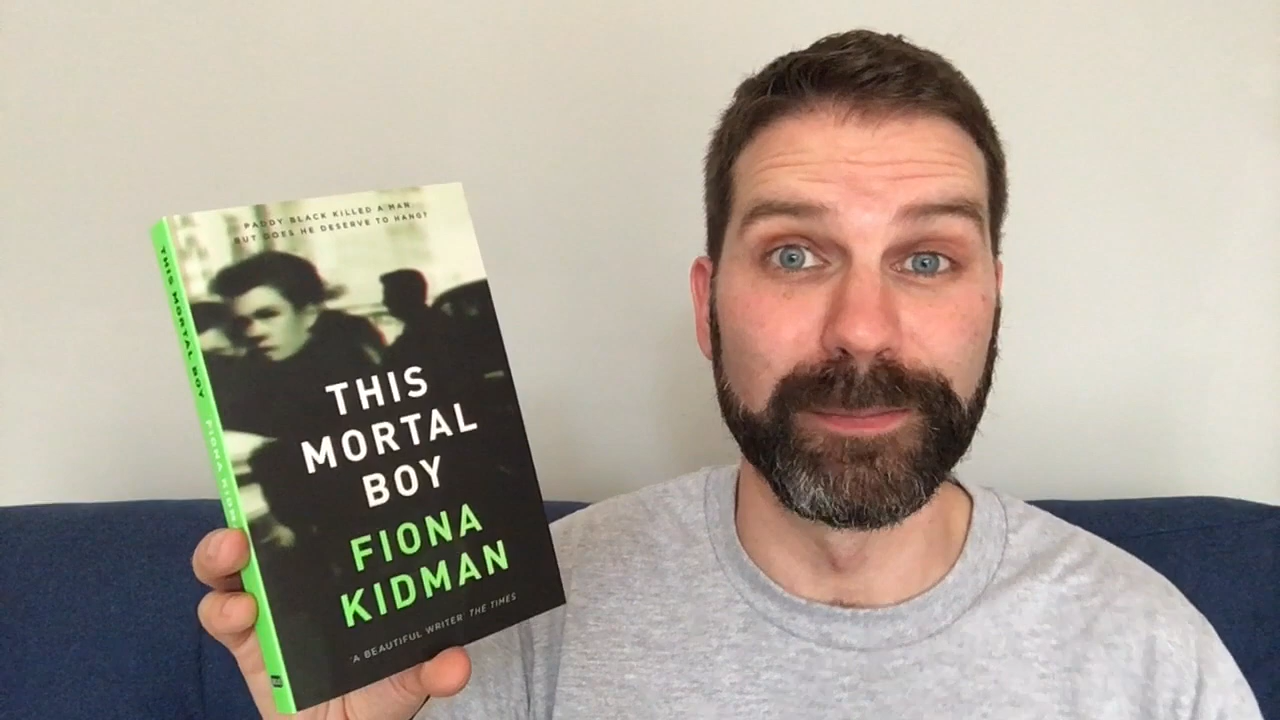 PADDY BLACK KILLED A MAN.
BUT DOES HE DESERVE TO HANG?
THIS
MORTAL
BOY
FIONA
KIDMAN
'A BEAUTIFUL WRITER' THE TIMES
THIS MORTAL BOY FIONA